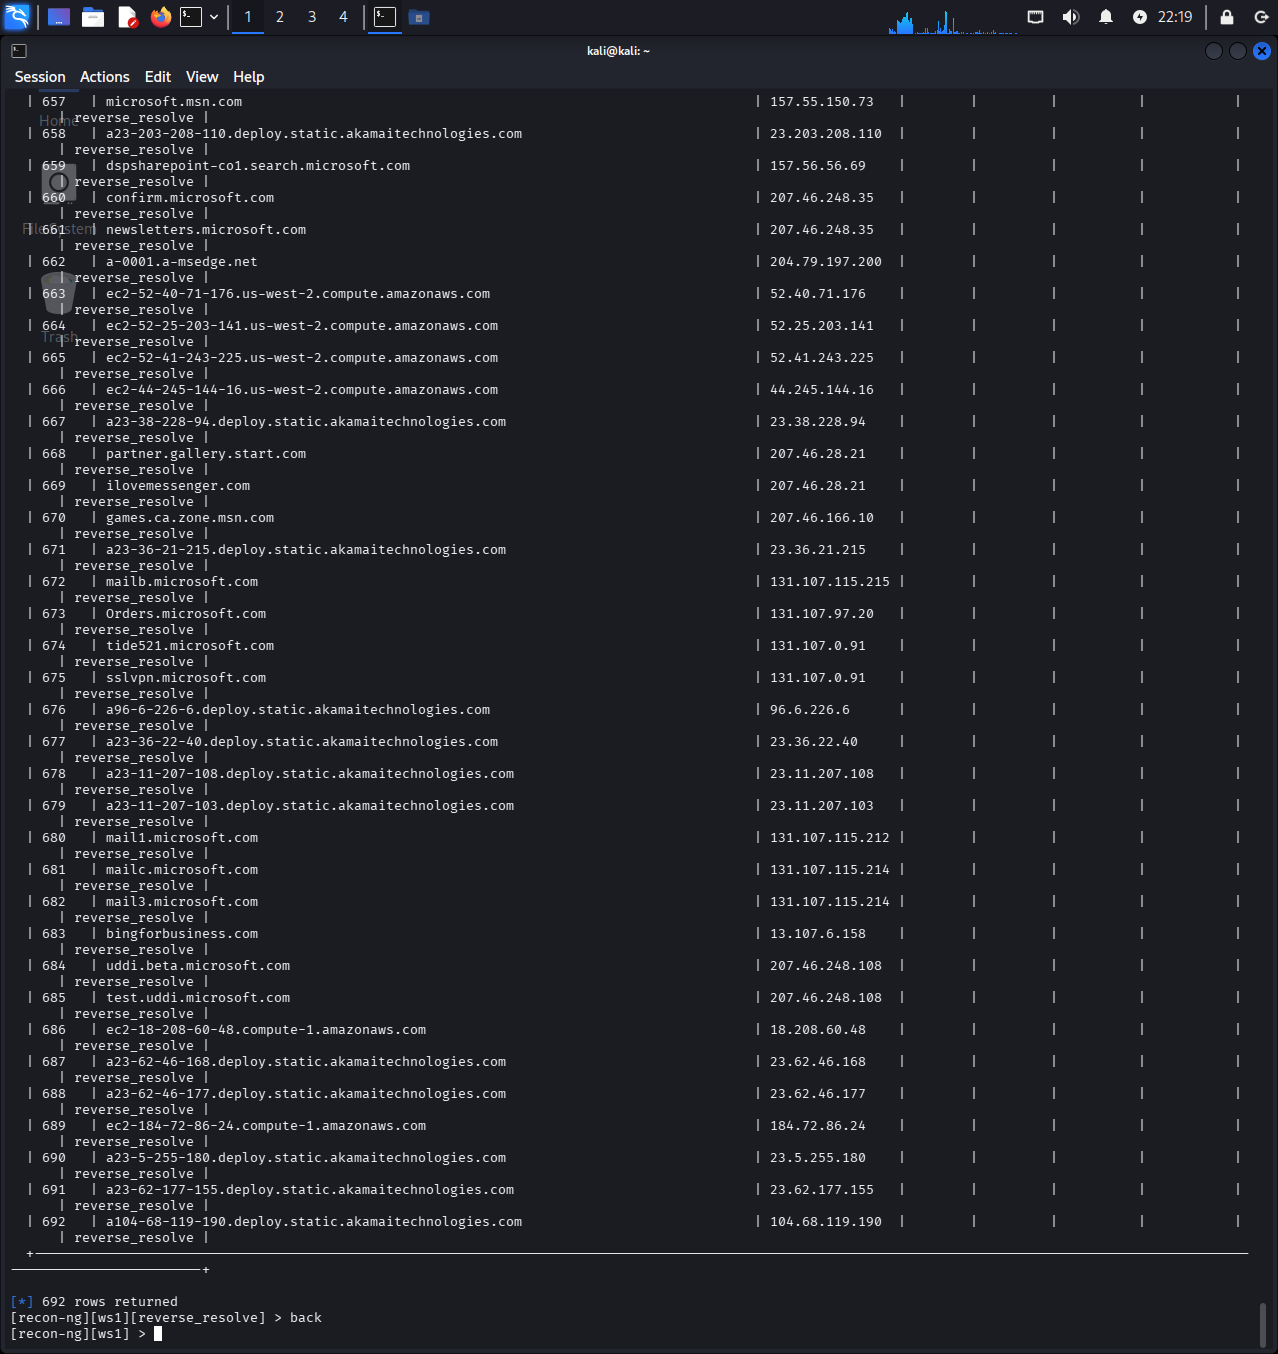 1 2 3 4 22:19
kali@kali: ~
Session Actions Edit View Help
Home
File System
Trash
| 657 | microsoft.msn.com | 157.55.150.73 | | | | |
| reverse_resolve |
| 658 | a23-203-208-110.deploy.static.akamaitechnologies.com | 23.203.208.110 | | | | |
| reverse_resolve |
| 659 | dspsharepoint-co1.search.microsoft.com | 157.56.56.69 | | | | |
| reverse_resolve |
| 660 | confirm.microsoft.com | 207.46.248.35 | | | | |
| reverse_resolve |
| 661 | newsletters.microsoft.com | 207.46.248.35 | | | | |
| reverse_resolve |
| 662 | a-0001.a-msedge.net | 204.79.197.200 | | | | |
| reverse_resolve |
| 663 | ec2-52-40-71-176.us-west-2.compute.amazonaws.com | 52.40.71.176 | | | | |
| reverse_resolve |
| 664 | ec2-52-25-203-141.us-west-2.compute.amazonaws.com | 52.25.203.141 | | | | |
| reverse_resolve |
| 665 | ec2-52-41-243-225.us-west-2.compute.amazonaws.com | 52.41.243.225 | | | | |
| reverse_resolve |
| 666 | ec2-44-245-144-16.us-west-2.compute.amazonaws.com | 44.245.144.16 | | | | |
| reverse_resolve |
| 667 | a23-38-228-94.deploy.static.akamaitechnologies.com | 23.38.228.94 | | | | |
| reverse_resolve |
| 668 | partner.gallery.start.com | 207.46.28.21 | | | | |
| reverse_resolve |
| 669 | ilovemessenger.com | 207.46.28.21 | | | | |
| reverse_resolve |
| 670 | games.ca.zone.msn.com | 207.46.166.10 | | | | |
| reverse_resolve |
| 671 | a23-36-21-215.deploy.static.akamaitechnologies.com | 23.36.21.215 | | | | |
| reverse_resolve |
| 672 | mailb.microsoft.com | 131.107.115.215 | | | | |
| reverse_resolve |
| 673 | Orders.microsoft.com | 131.107.97.20 | | | | |
| reverse_resolve |
| 674 | tide521.microsoft.com | 131.107.0.91 | | | | |
| reverse_resolve |
| 675 | sslvpn.microsoft.com | 131.107.0.91 | | | | |
| reverse_resolve |
| 676 | a96-6-226-6.deploy.static.akamaitechnologies.com | 96.6.226.6 | | | | |
| reverse_resolve |
| 677 | a23-36-22-40.deploy.static.akamaitechnologies.com | 23.36.22.40 | | | | |
| reverse_resolve |
| 678 | a23-11-207-108.deploy.static.akamaitechnologies.com | 23.11.207.108 | | | | |
| reverse_resolve |
| 679 | a23-11-207-103.deploy.static.akamaitechnologies.com | 23.11.207.103 | | | | |
| reverse_resolve |
| 680 | mail1.microsoft.com | 131.107.115.212 | | | | |
| reverse_resolve |
| 681 | mailc.microsoft.com | 131.107.115.214 | | | | |
| reverse_resolve |
| 682 | mail3.microsoft.com | 131.107.115.214 | | | | |
| reverse_resolve |
| 683 | bingforbusiness.com | 13.107.6.158 | | | | |
| reverse_resolve |
| 684 | uddi.beta.microsoft.com | 207.46.248.108 | | | | |
| reverse_resolve |
| 685 | test.uddi.microsoft.com | 207.46.248.108 | | | | |
| reverse_resolve |
| 686 | ec2-18-208-60-48.compute-1.amazonaws.com | 18.208.60.48 | | | | |
| reverse_resolve |
| 687 | a23-62-46-168.deploy.static.akamaitechnologies.com | 23.62.46.168 | | | | |
| reverse_resolve |
| 688 | a23-62-46-177.deploy.static.akamaitechnologies.com | 23.62.46.177 | | | | |
| reverse_resolve |
| 689 | ec2-184-72-86-24.compute-1.amazonaws.com | 184.72.86.24 | | | | |
| reverse_resolve |
| 690 | a23-5-255-180.deploy.static.akamaitechnologies.com | 23.5.255.180 | | | | |
| reverse_resolve |
| 691 | a23-62-177-155.deploy.static.akamaitechnologies.com | 23.62.177.155 | | | | |
| reverse_resolve |
| 692 | a104-68-119-190.deploy.static.akamaitechnologies.com | 104.68.119.190 | | | | |
| reverse_resolve |
[*] 692 rows returned
[recon-ng][ws1][reverse_resolve] > back
[recon-ng][ws1] >